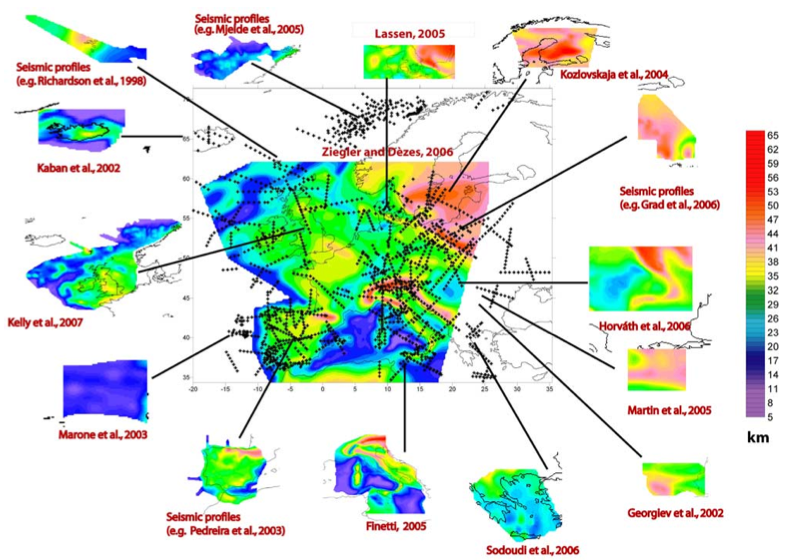 Seismic profiles
(e.g. Mjelde et al., 2005)
Lassen, 2005
Seismic profiles
(e.g. Richardson et al., 1998)
Kozlovskaja et al., 2004
Kaban et al., 2002
Ziegler and Dèzes, 2006
Seismic profiles
(e.g. Grad et al., 2006)
Kelly et al., 2007
Horváth et al., 2006
Martin et al., 2005
Marone et al., 2003
Seismic profiles
(e.g. Pedreira et al., 2003)
Finetti, 2005
Sodoudi et al., 2006
Georgiev et al., 2002
65
60
55
45
40
35
-20 -15 -10 -5 0 5 10 15 20 25 30 35
65
62
59
56
53
50
47
44
41
38
35
32
29
26
23
20
17
14
11
8
5
km